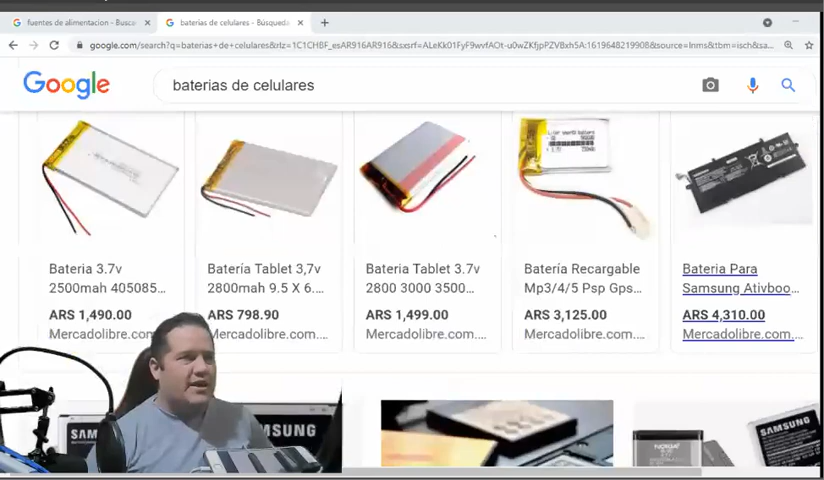 fuentes de alimentacion - Busca
baterias de celulares - Búsqueda
google.com/search?q=baterias+de+celulares&rlz=1C1CHBF_esAR916AR916&sxsrf=ALeKk01FyF9wvfAOt-u0wZKfjpPZVBxh5A:1619648219908&source=lnms&tbm=isch&sa...
Google
baterias de celulares
Bateria 3.7v
2500mah 405085...
ARS 1,490.00
Mercadolibre.com....
Batería Tablet 3,7v
2800mah 9.5 X 6....
ARS 798.90
Mercadolibre.com....
Bateria Tablet 3.7v
2800 3000 3500...
ARS 1,499.00
Mercadolibre.com....
Batería Recargable
Mp3/4/5 Psp Gps...
ARS 3,125.00
Mercadolibre.com....
Bateria Para
Samsung Ativboo...
ARS 4,310.00
Mercadolibre.com....
SAM
SUNG
NOKIA
SAMSUNG